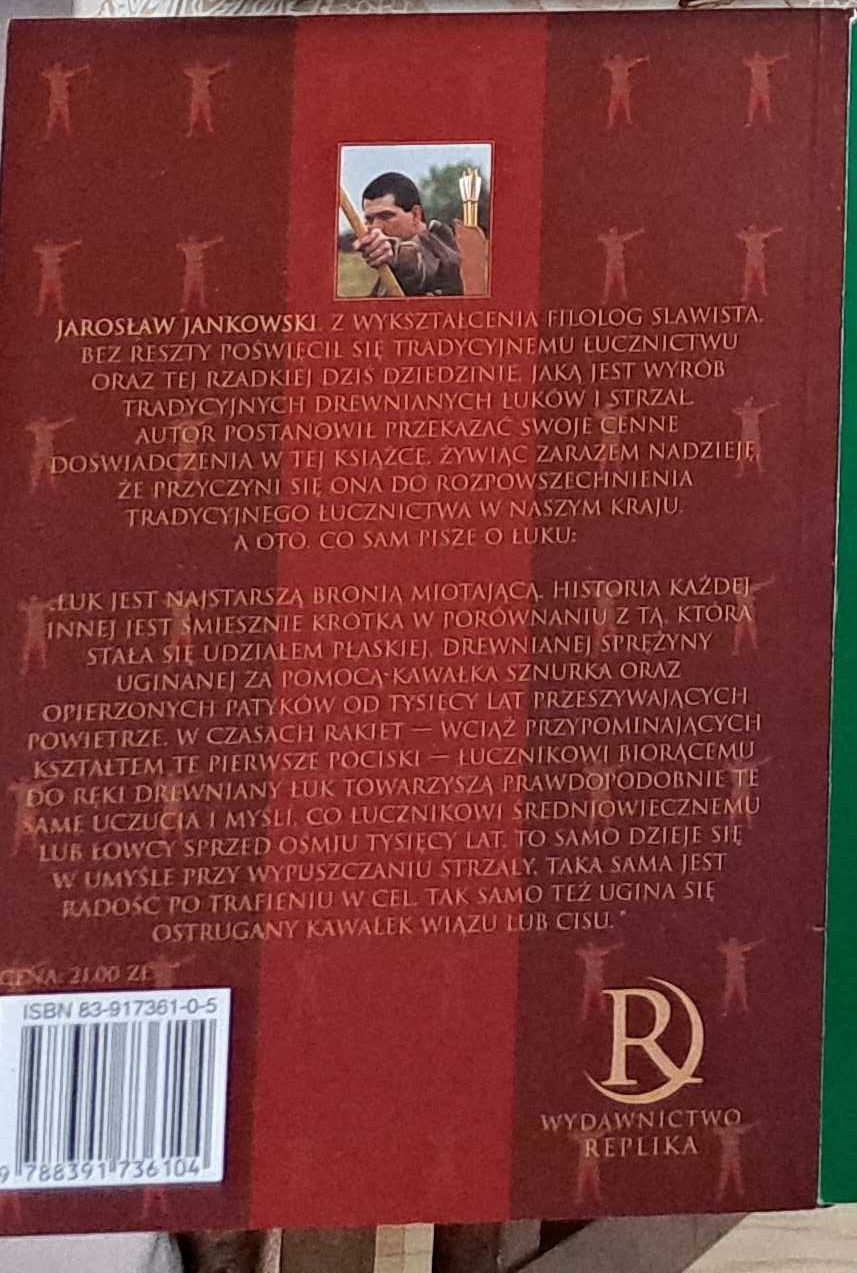 JAROSŁAW JANKOWSKI, Z WYKSZTAŁCENIA FILOLOG SLAWISTA,
BEZ RESZTY POŚWIĘCIŁ SIĘ TRADYCYJNEMU ŁUCZNICTWU
ORAZ TEJ RZADKIEJ DZIŚ DZIEDZINIE, JAKĄ JEST WYRÓB
TRADYCYJNYCH DREWNIANYCH ŁUKÓW I STRZAŁ.
AUTOR POSTANOWIŁ PRZEKAZAĆ SWOJE CENNE
DOŚWIADCZENIA W TEJ KSIĄŻCE, ŻYWIĄC ZARAZEM NADZIEJĘ,
ŻE PRZYCZYNI SIĘ ONA DO ROZPOWSZECHNIENIA
TRADYCYJNEGO ŁUCZNICTWA W NASZYM KRAJU.
A OTO, CO SAM PISZE O ŁUKU:
„ŁUK JEST NAJSTARSZĄ BRONIĄ MIOTAJĄCĄ. HISTORIA KAŻDEJ
INNEJ JEST ŚMIESZNIE KRÓTKA W PORÓWNANIU Z TĄ, KTÓRA
STAŁA SIĘ UDZIAŁEM PŁASKIEJ, DREWNIANEJ SPRĘŻYNY
UGINANEJ ZA POMOCĄ KAWAŁKA SZNURKA ORAZ
OPIERZONYCH PATYKÓW OD TYSIĘCY LAT PRZESZYWAJĄCYCH
POWIETRZE. W CZASACH RAKIET — WCIĄŻ PRZYPOMINAJĄCYCH
KSZTAŁTEM TE PIERWSZE POCISKI — ŁUCZNIKOWI BIORĄCEMU
DO RĘKI DREWNIANY ŁUK TOWARZYSZĄ PRAWDOPODOBNIE TE
SAME UCZUCIA I MYŚLI, CO ŁUCZNIKOWI ŚREDNIOWIECZNEMU
LUB ŁOWCY SPRZED OŚMIU TYSIĘCY LAT. TO SAMO DZIEJE SIĘ
W UMYŚLE PRZY WYPUSZCZANIU STRZAŁY, TAKA SAMA JEST
RADOŚĆ PO TRAFIENIU W CEL. TAK SAMO TEŻ UGINA SIĘ
OSTRUGANY KAWAŁEK WIĄZU LUB CISU."
CENA: 21,00 ZŁ
ISBN 83-917361-0-5
9 788391 736104
R
WYDAWNICTWO
REPLIKA